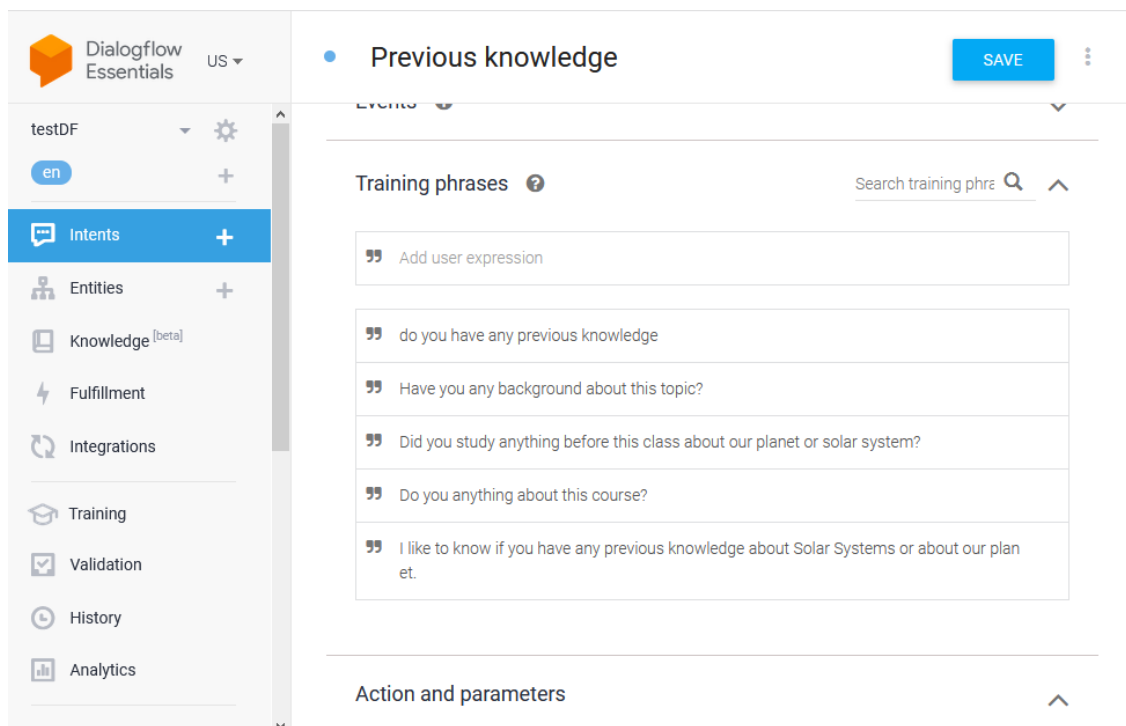 Dialogflow
Essentials
US
Previous knowledge
SAVE
Events
testDF
en
Training phrases
Search training phra
Intents
Add user expression
Entities
Knowledge [beta]
do you have any previous knowledge
Have you any background about this topic?
Fulfillment
Did you study anything before this class about our planet or solar system?
Integrations
Do you anything about this course?
Training
I like to know if you have any previous knowledge about Solar Systems or about our plan
et.
Validation
History
Analytics
Action and parameters